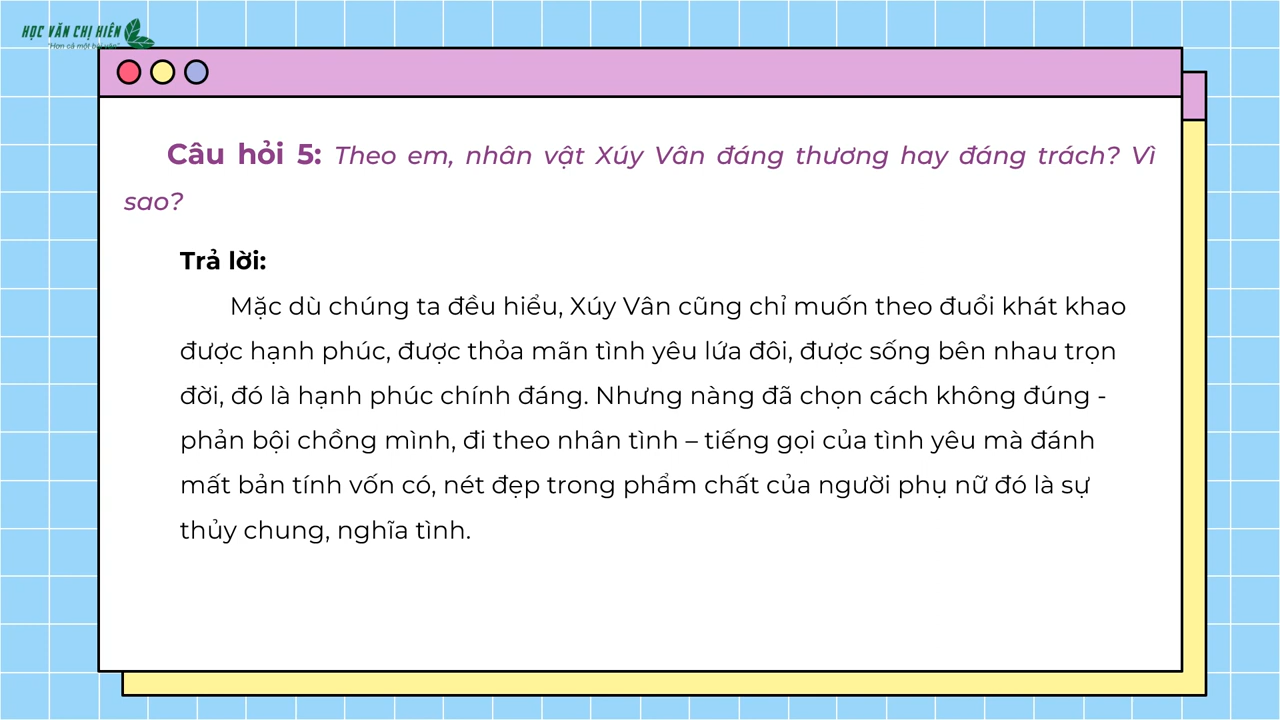 HỌC VĂN CHỊ HIÊN
"Hơn cả một bài văn"
Câu hỏi 5: Theo em, nhân vật Xúy Vân đáng thương hay đáng trách? Vì
sao?
Trả lời:
Mặc dù chúng ta đều hiểu, Xúy Vân cũng chỉ muốn theo đuổi khát khao
được hạnh phúc, được thỏa mãn tình yêu lứa đôi, được sống bên nhau trọn
đời, đó là hạnh phúc chính đáng. Nhưng nàng đã chọn cách không đúng -
phản bội chồng mình, đi theo nhân tình – tiếng gọi của tình yêu mà đánh
mất bản tính vốn có, nét đẹp trong phẩm chất của người phụ nữ đó là sự
thủy chung, nghĩa tình.